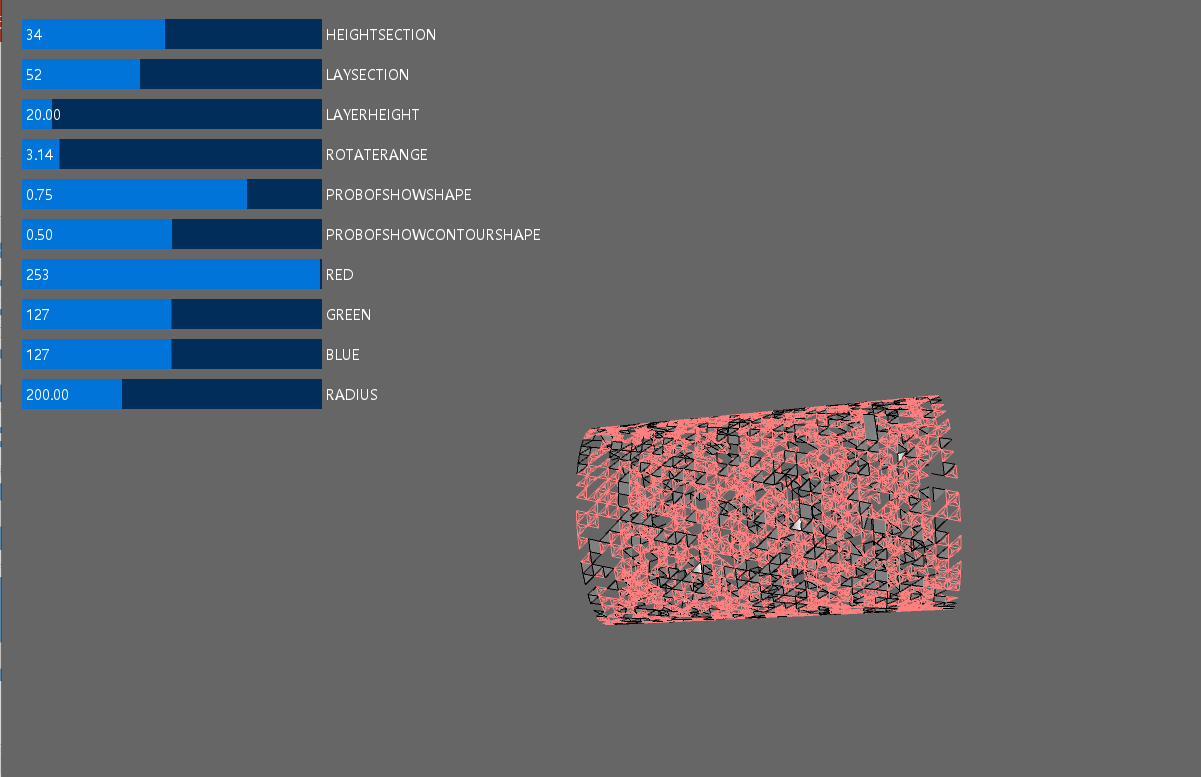 34 HEIGHTSECTION
52 LAYSECTION
20.00 LAYERHEIGHT
3.14 ROTATERANGE
0.75 PROBOFSHOWSHAPE
0.50 PROBOFSHOWCONTOURSHAPE
253 RED
127 GREEN
127 BLUE
200.00 RADIUS